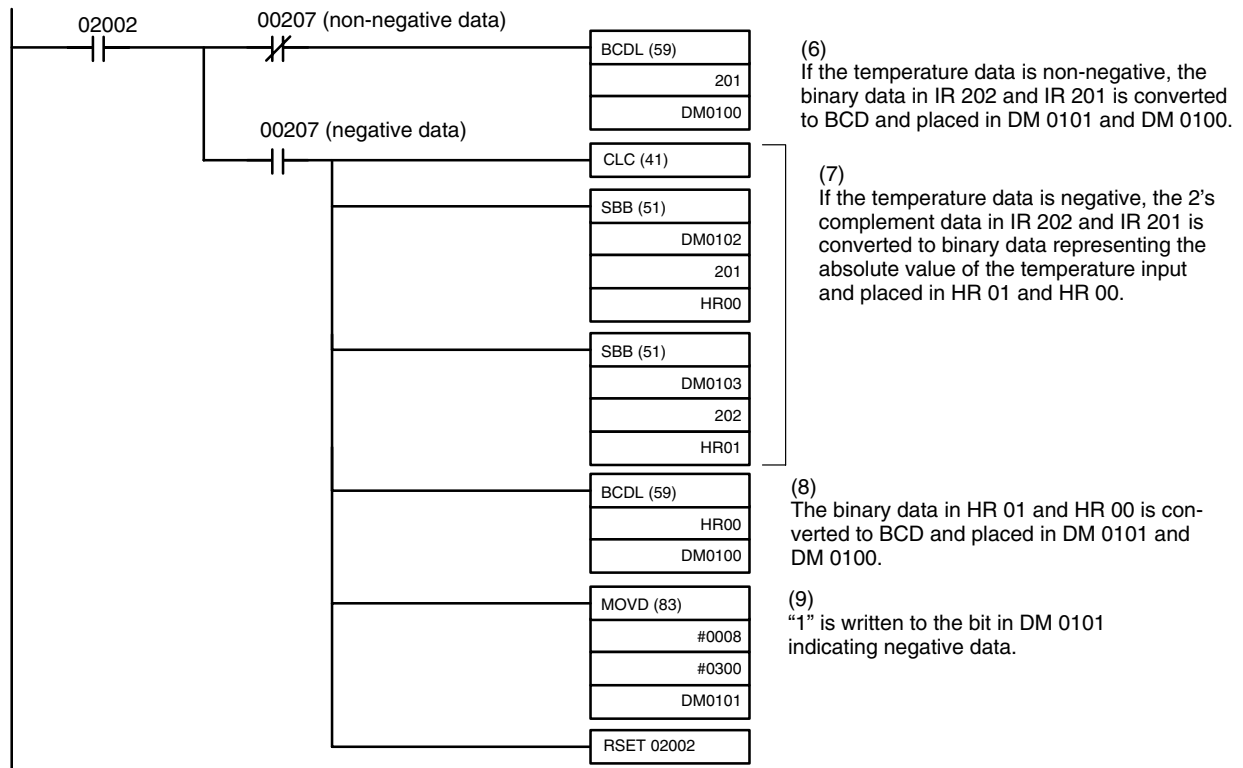 02002
00207 (non-negative data)
BCDL (59)
201
DM0100
(6)
If the temperature data is non-negative, the
binary data in IR 202 and IR 201 is converted
to BCD and placed in DM 0101 and DM 0100.
00207 (negative data)
CLC (41)
SBB (51)
DM0102
201
HR00
SBB (51)
DM0103
202
HR01
(7)
If the temperature data is negative, the 2’s
complement data in IR 202 and IR 201 is
converted to binary data representing the
absolute value of the temperature input
and placed in HR 01 and HR 00.
BCDL (59)
HR00
DM0100
(8)
The binary data in HR 01 and HR 00 is con-
verted to BCD and placed in DM 0101 and
DM 0100.
MOVD (83)
#0008
#0300
DM0101
(9)
“1” is written to the bit in DM 0101
indicating negative data.
RSET 02002